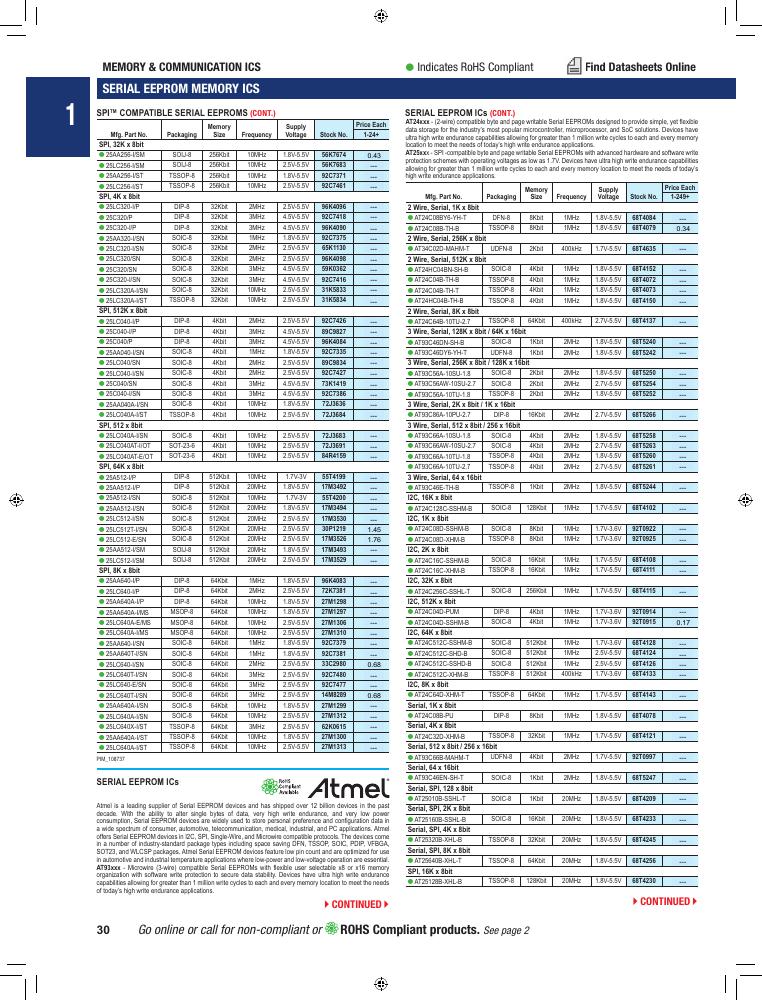 MEMORY & COMMUNICATION ICS
Indicates RoHS Compliant
Find Datasheets Online
SERIAL EEPROM MEMORY ICS
1
SPI™ COMPATIBLE SERIAL EEPROMS (CONT.)
Mfg. Part No. Packaging Memory Size Frequency Supply Voltage Stock No. Price Each 1-24+
SPI, 32K x 8bit
25AA256-I/SM SOIJ-8 256Kbit 10MHz 1.8V-5.5V 56K7674 0.43
25LC256-I/SM SOIJ-8 256Kbit 10MHz 2.5V-5.5V 56K7683 ---
25AA256-I/ST TSSOP-8 256Kbit 10MHz 1.8V-5.5V 92C7371 ---
25LC256-I/ST TSSOP-8 256Kbit 10MHz 2.5V-5.5V 92C7461 ---
SPI, 4K x 8bit
25LC320-I/P DIP-8 32Kbit 2MHz 2.5V-5.5V 96K4096 ---
25C320/P DIP-8 32Kbit 3MHz 4.5V-5.5V 92C7418 ---
25C320-I/P DIP-8 32Kbit 3MHz 4.5V-5.5V 96K4090 ---
25AA320-I/SN SOIC-8 32Kbit 1MHz 1.8V-5.5V 92C7375 ---
25LC320-I/SN SOIC-8 32Kbit 2MHz 2.5V-5.5V 65K1130 ---
25LC320/SN SOIC-8 32Kbit 2MHz 2.5V-5.5V 96K4098 ---
25C320/SN SOIC-8 32Kbit 3MHz 4.5V-5.5V 59K0362 ---
25C320-I/SN SOIC-8 32Kbit 3MHz 4.5V-5.5V 92C7416 ---
25LC320A-I/SN SOIC-8 32Kbit 10MHz 2.5V-5.5V 31K5833 ---
25LC320A-I/ST TSSOP-8 32Kbit 10MHz 2.5V-5.5V 31K5834 ---
SPI, 512K x 8bit
25LC040-I/P DIP-8 4Kbit 2MHz 2.5V-5.5V 92C7426 ---
25C040-I/P DIP-8 4Kbit 3MHz 4.5V-5.5V 89C9827 ---
25C040/P DIP-8 4Kbit 3MHz 4.5V-5.5V 96K4084 ---
25AA040-I/SN SOIC-8 4Kbit 1MHz 1.8V-5.5V 92C7335 ---
25LC040/SN SOIC-8 4Kbit 2MHz 2.5V-5.5V 89C9834 ---
25LC040-I/SN SOIC-8 4Kbit 2MHz 2.5V-5.5V 92C7427 ---
25C040/SN SOIC-8 4Kbit 3MHz 4.5V-5.5V 73K1419 ---
25C040-I/SN SOIC-8 4Kbit 3MHz 4.5V-5.5V 92C7386 ---
25AA040A-I/SN SOIC-8 4Kbit 10MHz 1.8V-5.5V 72J3636 ---
25LC040A-I/ST TSSOP-8 4Kbit 10MHz 2.5V-5.5V 72J3684 ---
SPI, 512 x 8bit
25LC040A-I/SN SOIC-8 4Kbit 10MHz 2.5V-5.5V 72J3683 ---
25LC040AT-I/OT SOT-23-6 4Kbit 10MHz 2.5V-5.5V 72J3691 ---
25LC040AT-E/OT SOT-23-6 4Kbit 10MHz 2.5V-5.5V 84R4159 ---
SPI, 64K x 8bit
25A512-I/P DIP-8 512Kbit 10MHz 1.7V-3V 55T4199 ---
25AA512-I/P DIP-8 512Kbit 20MHz 1.8V-5.5V 17M3492 ---
25A512-I/SN SOIC-8 512Kbit 10MHz 1.7V-3V 55T4200 ---
25AA512-I/SN SOIC-8 512Kbit 20MHz 1.8V-5.5V 17M3494 ---
25LC512-I/SN SOIC-8 512Kbit 20MHz 2.5V-5.5V 17M3530 ---
25LC512T-I/SN SOIC-8 512Kbit 20MHz 2.5V-5.5V 30P1219 1.45
25LC512-E/SN SOIC-8 512Kbit 20MHz 2.5V-5.5V 17M3526 1.76
25AA512-I/SM SOIJ-8 512Kbit 20MHz 1.8V-5.5V 17M3493 ---
25LC512-I/SM SOIJ-8 512Kbit 20MHz 2.5V-5.5V 17M3529 ---
SPI, 8K x 8bit
25AA640-I/P DIP-8 64Kbit 1MHz 1.8V-5.5V 96K4083 ---
25LC640-I/P DIP-8 64Kbit 2MHz 2.5V-5.5V 72K7381 ---
25AA640A-I/P DIP-8 64Kbit 10MHz 1.8V-5.5V 27M1298 ---
25AA640A-I/MS MSOP-8 64Kbit 10MHz 1.8V-5.5V 27M1297 ---
25LC640A-E/MS MSOP-8 64Kbit 10MHz 2.5V-5.5V 27M1306 ---
25LC640A-I/MS MSOP-8 64Kbit 10MHz 2.5V-5.5V 27M1310 ---
25AA640-I/SN SOIC-8 64Kbit 1MHz 1.8V-5.5V 92C7379 ---
25AA640T-I/SN SOIC-8 64Kbit 1MHz 1.8V-5.5V 92C7381 ---
25LC640-I/SN SOIC-8 64Kbit 2MHz 2.5V-5.5V 33C2980 0.68
25LC640T-I/SN SOIC-8 64Kbit 3MHz 2.5V-5.5V 92C7480 ---
25LC640-E/SN SOIC-8 64Kbit 3MHz 2.5V-5.5V 92C7477 ---
25LC640T-I/SN SOIC-8 64Kbit 3MHz 2.5V-5.5V 14M8289 0.68
25AA640A-I/SN SOIC-8 64Kbit 10MHz 1.8V-5.5V 27M1299 ---
25LC640A-I/SN SOIC-8 64Kbit 10MHz 2.5V-5.5V 27M1312 ---
25LC640X-I/ST TSSOP-8 64Kbit 3MHz 2.5V-5.5V 62K0615 ---
25AA640A-I/ST TSSOP-8 64Kbit 10MHz 1.8V-5.5V 27M1300 ---
25LC640A-I/ST TSSOP-8 64Kbit 10MHz 2.5V-5.5V 27M1313 ---
PIM_108737
SERIAL EEPROM ICs
RoHS Compliant Available
Atmel
Atmel is a leading supplier of Serial EEPROM devices and has shipped over 12 billion devices in the past
decade. With the ability to alter single bytes of data, very high write endurance, and very low power
consumption, Serial EEPROM devices are widely used to store personal preference and configuration data in
a wide spectrum of consumer, automotive, telecommunication, medical, industrial, and PC applications. Atmel
offers Serial EEPROM devices in I2C, SPI, Single-Wire, and Microwire compatible protocols. The devices come
in a number of industry-standard package types including space saving DFN, TSSOP, SOIC, PDIP, VFBGA,
SOT23, and WLCSP packages. Atmel Serial EEPROM devices feature low pin count and are optimized for use
in automotive and industrial temperature applications where low-power and low-voltage operation are essential.
AT93xxx - Microwire (3-wire) compatible Serial EEPROMs with flexible user selectable x8 or x16 memory
organization with software write protection to secure data stability. Devices have ultra high write endurance
capabilities allowing for greater than 1 million write cycles to each and every memory location to meet the needs
of today's high write endurance applications.
CONTINUED
SERIAL EEPROM ICs (CONT.)
AT24xxx - (2-wire) compatible byte and page writable Serial EEPROMs designed to provide simple, yet flexible
data storage for the industry's most popular microcontroller, microprocessor, and SoC solutions. Devices have
ultra high write endurance capabilities allowing for greater than 1 million write cycles to each and every memory
location to meet the needs of today's high write endurance applications.
AT25xxx - SPI -compatible byte and page writable Serial EEPROMs with advanced hardware and software write
protection schemes with operating voltages as low as 1.7V. Devices have ultra high write endurance capabilities
allowing for greater than 1 million write cycles to each and every memory location to meet the needs of today's
high write endurance applications.
Mfg. Part No. Packaging Memory Size Frequency Supply Voltage Stock No. Price Each 1-249+
2 Wire, Serial, 1K x 8bit
AT24C08BY6-YH-T DFN-8 8Kbit 1MHz 1.8V-5.5V 68T4084 ---
AT24C08B-TH-B TSSOP-8 8Kbit 1MHz 1.8V-5.5V 68T4079 0.34
2 Wire, Serial, 256K x 8bit
AT34C02D-MAHM-T UDFN-8 2Kbit 400kHz 1.7V-5.5V 68T4635 ---
2 Wire, Serial, 512K x 8bit
AT24HC04BN-SH-B SOIC-8 4Kbit 1MHz 1.8V-5.5V 68T4152 ---
AT24C04B-TH-B TSSOP-8 4Kbit 1MHz 1.8V-5.5V 68T4072 ---
AT24C04B-TH-T TSSOP-8 4Kbit 1MHz 1.8V-5.5V 68T4073 ---
AT24HC04B-TH-B TSSOP-8 4Kbit 1MHz 1.8V-5.5V 68T4150 ---
2 Wire, Serial, 8K x 8bit
AT24C64B-10TU-2.7 TSSOP-8 64Kbit 400kHz 2.7V-5.5V 68T4137 ---
3 Wire, Serial, 128K x 8bit / 64K x 16bit
AT93C46DN-SH-B SOIC-8 1Kbit 2MHz 1.8V-5.5V 68T5240 ---
AT93C46DY6-YH-T UDFN-8 1Kbit 2MHz 1.8V-5.5V 68T5242 ---
3 Wire, Serial, 256K x 8bit / 128K x 16bit
AT93C56A-10SU-1.8 SOIC-8 2Kbit 2MHz 1.8V-5.5V 68T5250 ---
AT93C56AW-10SU-2.7 SOIC-8 2Kbit 2MHz 2.7V-5.5V 68T5254 ---
AT93C56A-10TU-1.8 TSSOP-8 2Kbit 2MHz 1.8V-5.5V 68T5252 ---
3 Wire, Serial, 2K x 8bit / 1K x 16bit
AT93C86A-10PU-2.7 DIP-8 16Kbit 2MHz 2.7V-5.5V 68T5266 ---
3 Wire, Serial, 512 x 8bit / 256 x 16bit
AT93C66A-10SU-1.8 SOIC-8 4Kbit 2MHz 1.8V-5.5V 68T5258 ---
AT93C66AW-10SU-2.7 SOIC-8 4Kbit 2MHz 2.7V-5.5V 68T5263 ---
AT93C66A-10TU-1.8 TSSOP-8 4Kbit 2MHz 1.8V-5.5V 68T5260 ---
AT93C66A-10TU-2.7 TSSOP-8 4Kbit 2MHz 2.7V-5.5V 68T5261 ---
3 Wire, Serial, 64 x 16bit
AT93C46E-TH-B TSSOP-8 1Kbit 2MHz 1.8V-5.5V 68T5244 ---
I2C, 16K x 8bit
AT24C128C-SSHM-B SOIC-8 128Kbit 1MHz 1.7V-5.5V 68T4102 ---
I2C, 1K x 8bit
AT24C08D-SSHM-B SOIC-8 8Kbit 1MHz 1.7V-3.6V 92T0922 ---
AT24C08D-XHM-B TSSOP-8 8Kbit 1MHz 1.7V-3.6V 92T0925 ---
I2C, 2K x 8bit
AT24C16C-SSHM-B SOIC-8 16Kbit 1MHz 1.7V-5.5V 68T4108 ---
AT24C16C-XHM-B TSSOP-8 16Kbit 1MHz 1.7V-5.5V 68T4111 ---
I2C, 32K x 8bit
AT24C256C-SSHL-T SOIC-8 256Kbit 1MHz 1.7V-5.5V 68T4115 ---
I2C, 512K x 8bit
AT24C04D-PUM DIP-8 4Kbit 1MHz 1.7V-3.6V 92T0914 ---
AT24C04D-SSHM-B SOIC-8 4Kbit 1MHz 1.7V-3.6V 92T0915 0.17
I2C, 64K x 8bit
AT24C512C-SSHM-B SOIC-8 512Kbit 1MHz 1.7V-3.6V 68T4128 ---
AT24C512C-SHD-B SOIC-8 512Kbit 1MHz 2.5V-5.5V 68T4124 ---
AT24C512C-SSHD-B SOIC-8 512Kbit 1MHz 2.5V-5.5V 68T4126 ---
AT24C512C-XHM-B TSSOP-8 512Kbit 400kHz 1.7V-3.6V 68T4133 ---
I2C, 8K x 8bit
AT24C64D-XHM-T TSSOP-8 64Kbit 1MHz 1.7V-5.5V 68T4143 ---
Serial, 1K x 8bit
AT24C08B-PU DIP-8 8Kbit 1MHz 1.8V-5.5V 68T4078 ---
Serial, 4K x 8bit
AT24C32D-XHM-B TSSOP-8 32Kbit 1MHz 1.7V-5.5V 68T4121 ---
Serial, 512 x 8bit / 256 x 16bit
AT93C66B-MAHM-T UDFN-8 4Kbit 2MHz 1.7V-5.5V 92T0997 ---
Serial, 64 x 16bit
AT93C46EN-SH-T SOIC-8 1Kbit 2MHz 1.8V-5.5V 68T5247 ---
Serial, SPI, 128 x 8bit
AT25010B-SSHL-T SOIC-8 1Kbit 20MHz 1.8V-5.5V 68T4209 ---
Serial, SPI, 2K x 8bit
AT25160B-SSHL-B SOIC-8 16Kbit 20MHz 1.8V-5.5V 68T4233 ---
Serial, SPI, 4K x 8bit
AT25320B-XHL-B TSSOP-8 32Kbit 20MHz 1.8V-5.5V 68T4245 ---
Serial, SPI, 8K x 8bit
AT25640B-XHL-T TSSOP-8 64Kbit 20MHz 1.8V-5.5V 68T4256 ---
SPI, 16K x 8bit
AT25128B-XHL-B TSSOP-8 128Kbit 20MHz 1.8V-5.5V 68T4230 ---
CONTINUED
30
Go online or call for non-compliant or ROHS Compliant products. See page 2